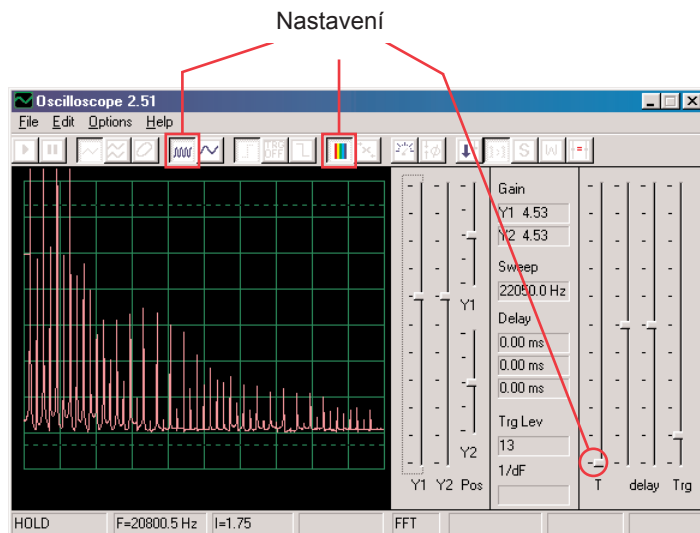 Nastavení
Oscilloscope 2.51
File Edit Options Help
TRG OFF
S
Gain
Y1 4.53
Y2 4.53
Sweep
22050.0 Hz
Delay
0.00 ms
0.00 ms
0.00 ms
Trg Lev
13
1/dF
Y1
Y2
Y1 Y2 Pos
T delay Trg
HOLD F=20800.5 Hz I=1.75 FFT